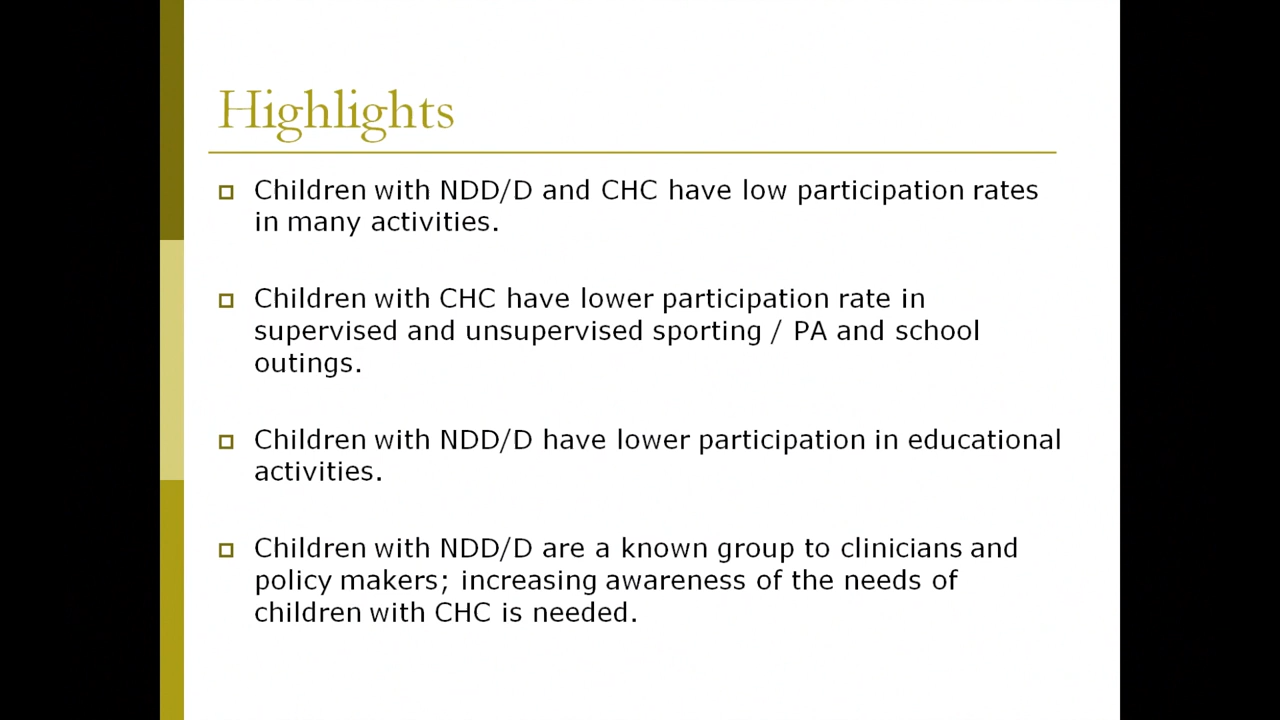 Highlights
Children with NDD/D and CHC have low participation rates
in many activities.
Children with CHC have lower participation rate in
supervised and unsupervised sporting / PA and school
outings.
Children with NDD/D have lower participation in educational
activities.
Children with NDD/D are a known group to clinicians and
policy makers; increasing awareness of the needs of
children with CHC is needed.